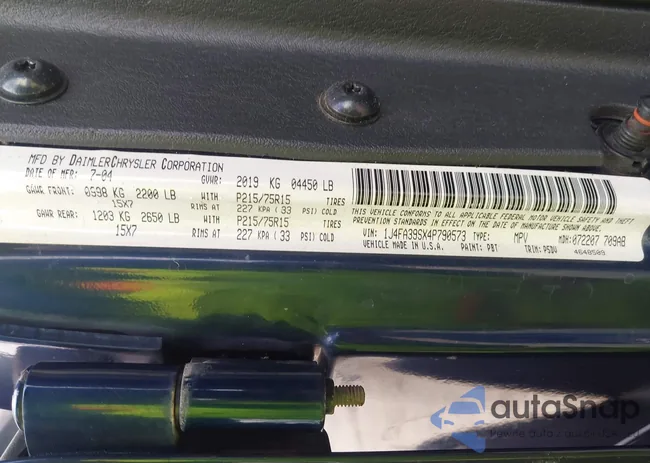 MFD BY DAIMLERCHRYSLER CORPORATION
DATE OF MFR: 7-04 GVWR: 2019 KG 04450 LB
GAWR FRONT: 0998 KG 2200 LB WITH P215/75R15 TIRES
15X7 RIMS AT 227 KPA ( 33 PSI) COLD
GAWR REAR: 1203 KG 2650 LB WITH P215/75R15 TIRES
15X7 RIMS AT 227 KPA ( 33 PSI) COLD
THIS VEHICLE CONFORMS TO ALL APPLICABLE FEDERAL MOTOR VEHICLE SAFETY AND THEFT
PREVENTION STANDARDS IN EFFECT ON THE DATE OF MANUFACTURE SHOWN ABOVE.
VIN: 1J4FA39SX4P790573 TYPE: MPV MDH: 072207 709AB
MADE IN U.S.A. PAINT: PBT TRIM: P5DV 4648509
autaSnap
Pewne auta z